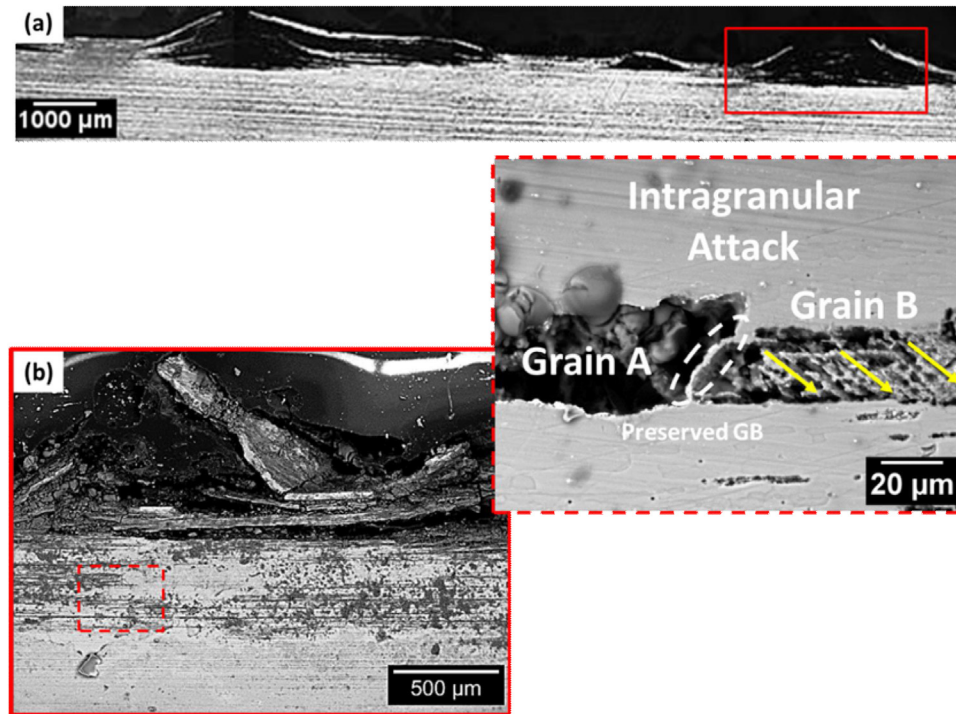 (a)
1000 µm
Intragranular
Attack
Grain B
Grain A
Preserved GB
20 µm
(b)
500 µm